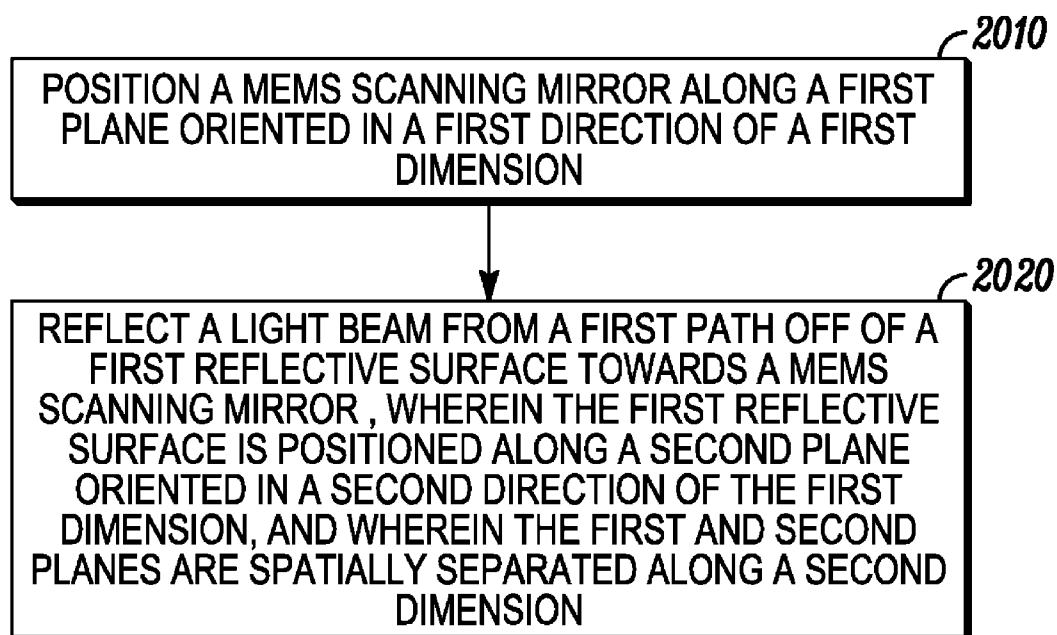 2010
POSITION A MEMS SCANNING MIRROR ALONG A FIRST
PLANE ORIENTED IN A FIRST DIRECTION OF A FIRST
DIMENSION
2020
REFLECT A LIGHT BEAM FROM A FIRST PATH OFF OF A
FIRST REFLECTIVE SURFACE TOWARDS A MEMS
SCANNING MIRROR , WHEREIN THE FIRST REFLECTIVE
SURFACE IS POSITIONED ALONG A SECOND PLANE
ORIENTED IN A SECOND DIRECTION OF THE FIRST
DIMENSION, AND WHEREIN THE FIRST AND SECOND
PLANES ARE SPATIALLY SEPARATED ALONG A SECOND
DIMENSION